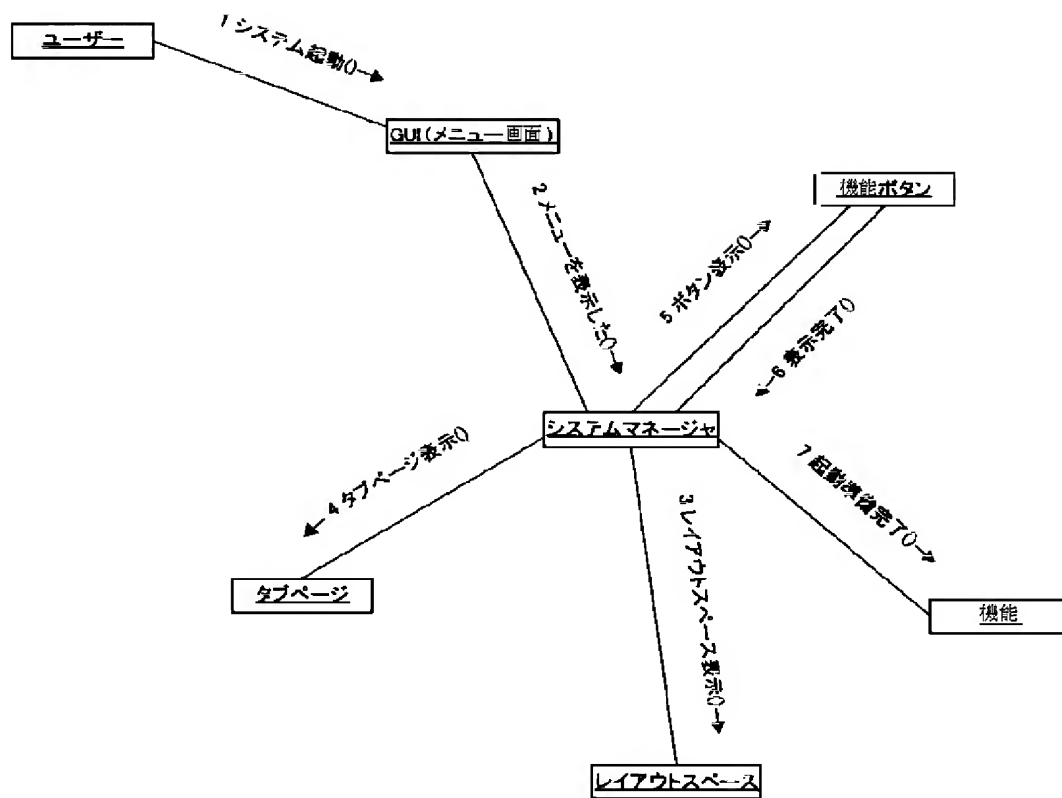 ユーザー
1 システム起動()→
GUI(メニュー画面)
機能ボタン
2 メニューを表示した()→
5 ボタン表示()→
←6 表示完了()
システムマネージャ
←4 タブページ表示()
3 レイアウトスペース表示()→
7 起動準備完了()→
タブページ
機能
レイアウトスペース